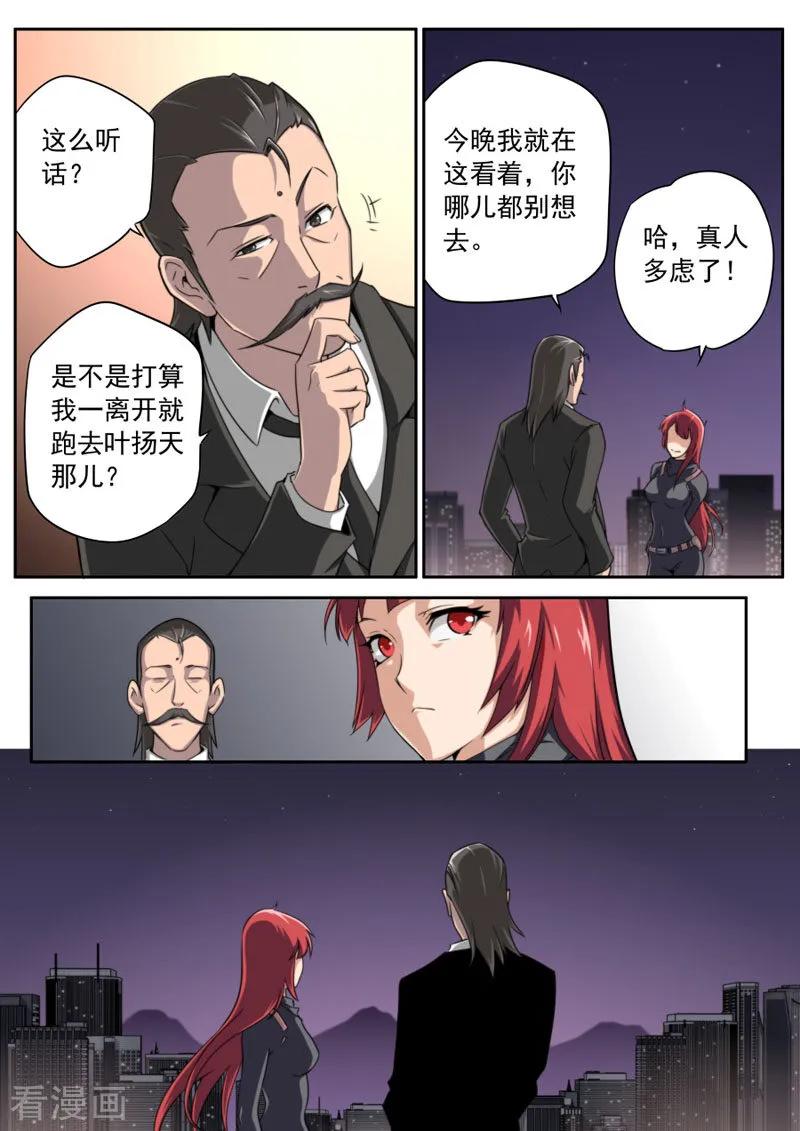 这么听
话？
是不是打算
我一离开就
跑去叶扬天
那儿？
今晚我就在
这看着，你
哪儿都别想
去。
哈，真人
多虑了！
看漫画